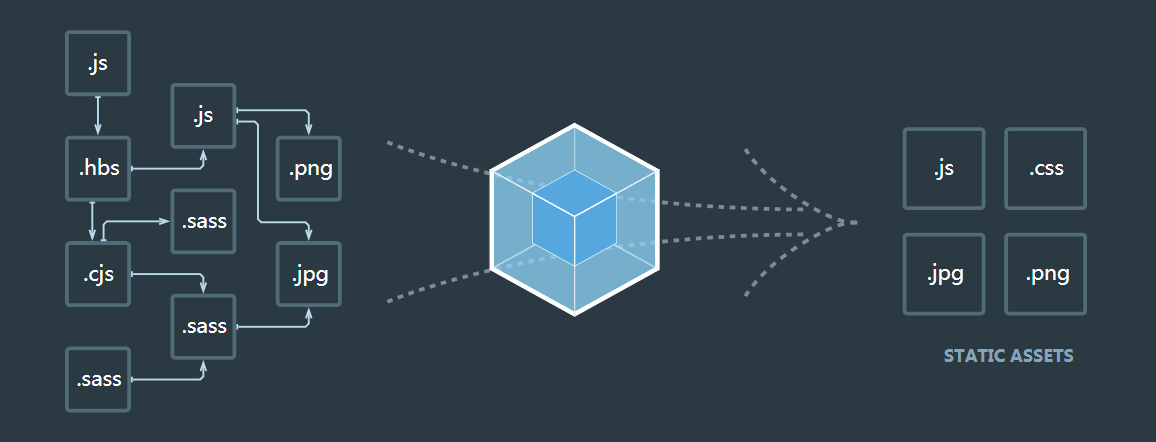 .js
.js
.hbs
.png
.sass
.cjs
.jpg
.sass
.sass
.js
.css
.jpg
.png
STATIC ASSETS